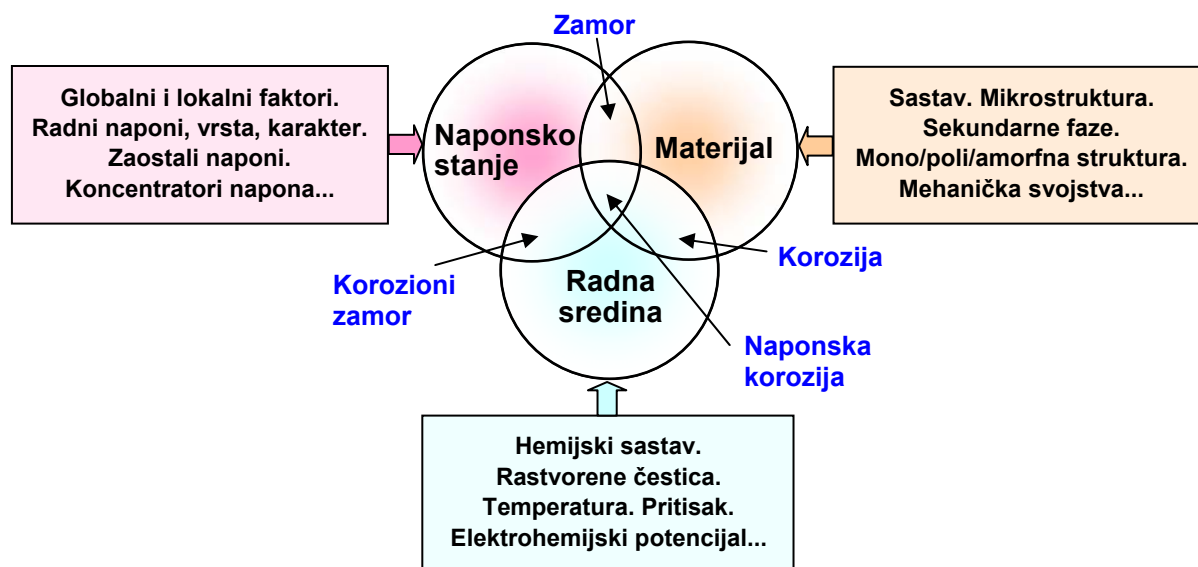 Zamor
Globalni i lokalni faktori.
Radni naponi, vrsta, karakter.
Zaostali naponi.
Koncentratori napona...
Naponsko
stanje
Materijal
Sastav. Mikrostruktura.
Sekundarne faze.
Mono/poli/amorfna struktura.
Mehanička svojstva...
Korozioni
zamor
Radna
sredina
Korozija
Naponska
korozija
Hemijski sastav.
Rastvorene čestica.
Temperatura. Pritisak.
Elektrohemijski potencijal...